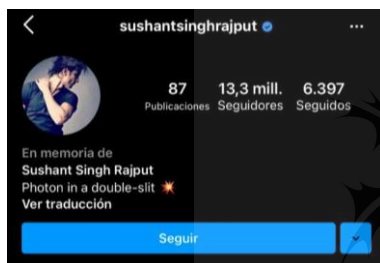 sushantsinghrajput
87 13,3 mill. 6.397
Publicaciones Seguidores Seguidos
En memoria de
Sushant Singh Rajput
Photon in a double-slit 💥
Ver traducción
Seguir